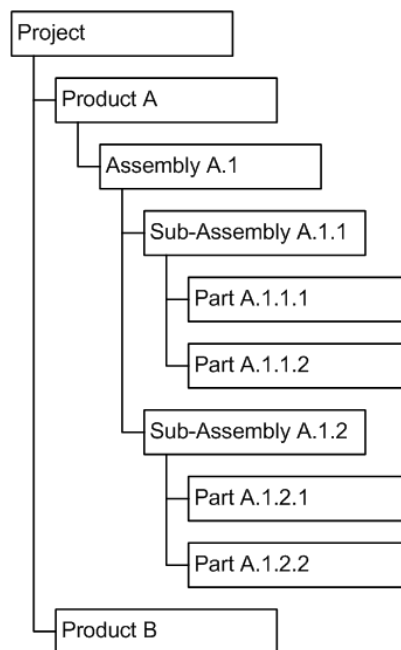 Project
Product A
Assembly A.1
Sub-Assembly A.1.1
Part A.1.1.1
Part A.1.1.2
Sub-Assembly A.1.2
Part A.1.2.1
Part A.1.2.2
Product B